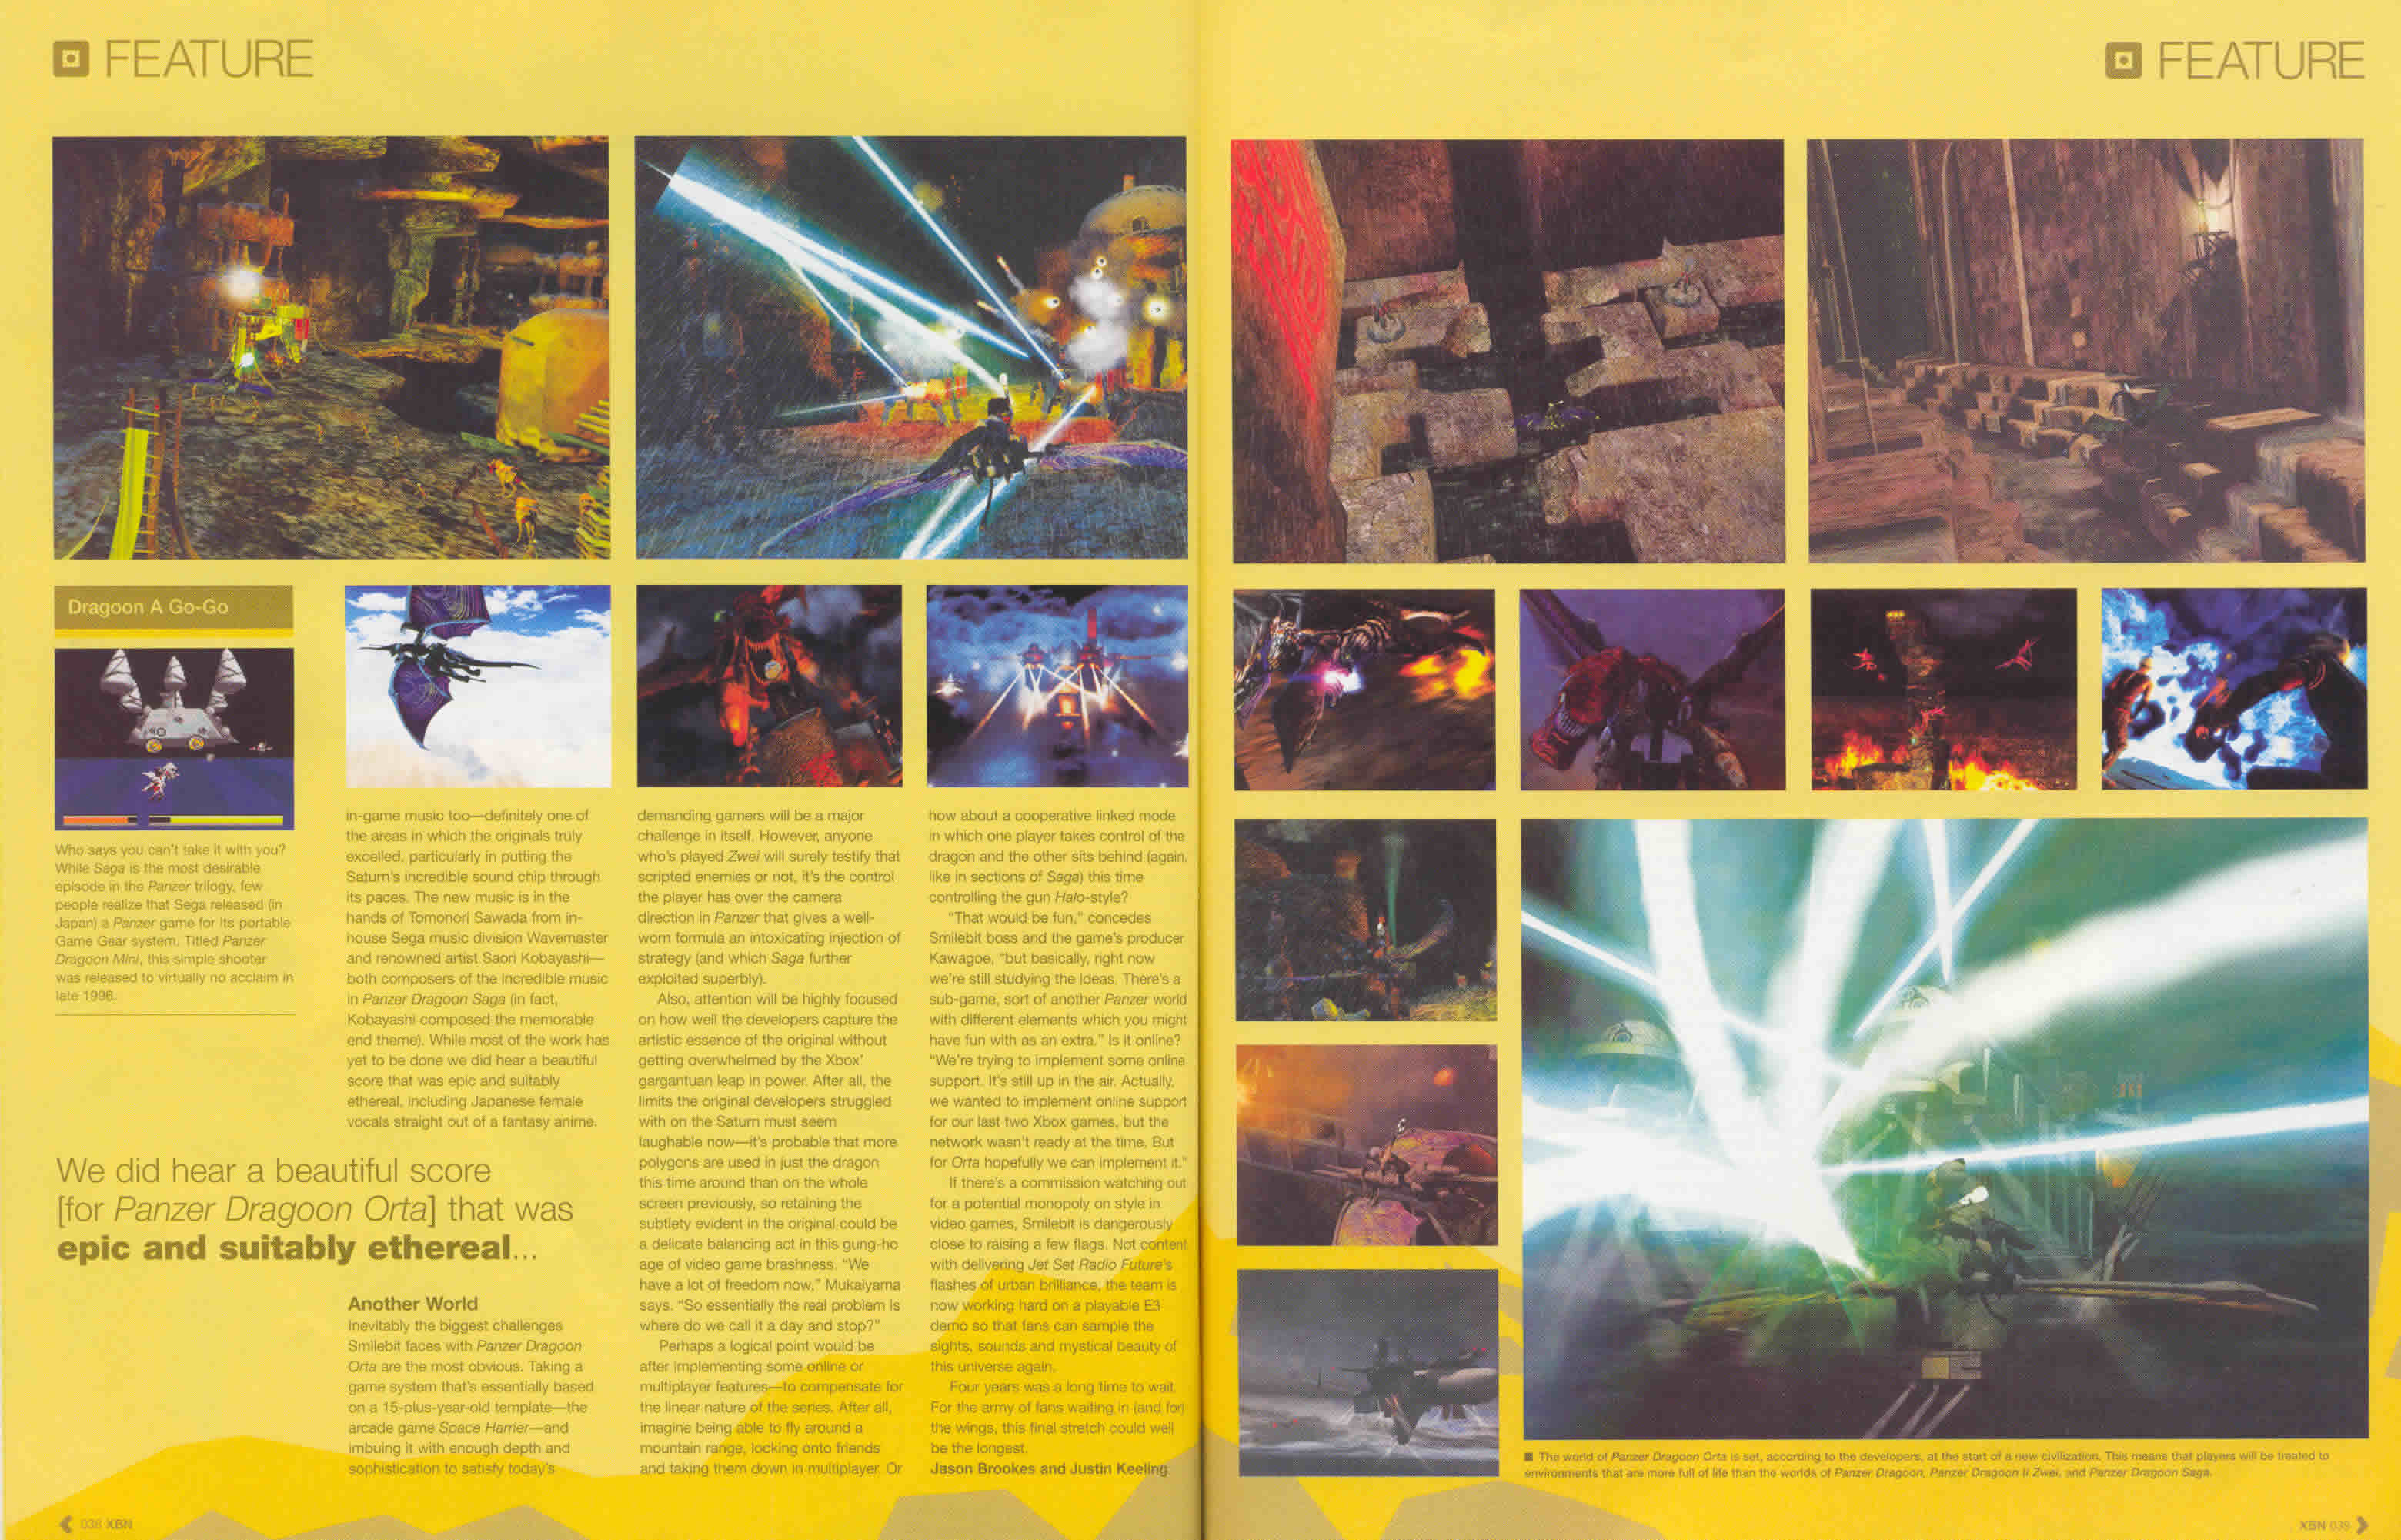 FEATURE
FEATURE
Dragoon A Go-Go
Who says you can't take it with you?
While Saga is the most desirable
episode in the Panzer trilogy, few
people realize that Sega released (in
Japan) a Panzer game for its portable
Game Gear system. Titled Panzer
Dragoon Mini, this simple shooter
was released to virtually no acclaim in
late 1996.
in-game music too—definitely one of
the areas in which the originals truly
excelled, particularly in putting the
Saturn's incredible sound chip through
its paces. The new music is in the
hands of Tomonori Sawada from in-
house Sega music division Wavemaster
and renowned artist Saori Kobayashi—
both composers of the incredible music
in Panzer Dragoon Saga (in fact,
Kobayashi composed the memorable
end theme). While most of the work has
yet to be done we did hear a beautiful
score that was epic and suitably
ethereal, including Japanese female
vocals straight out of a fantasy anime.
We did hear a beautiful score
[for Panzer Dragoon Orta] that was
epic and suitably ethereal...
Another World
Inevitably the biggest challenges
Smilebit faces with Panzer Dragoon
Orta are the most obvious. Taking a
game system that's essentially based
on a 15-plus-year-old template—the
arcade game Space Harrier—and
imbuing it with enough depth and
sophistication to satisfy today's
demanding gamers will be a major
challenge in itself. However, anyone
who's played Zwei will surely testify that
scripted enemies or not, it's the control
the player has over the camera
direction in Panzer that gives a well-
worn formula an intoxicating injection of
strategy (and which Saga further
exploited superbly).
Also, attention will be highly focused
on how well the developers capture the
artistic essence of the original without
getting overwhelmed by the Xbox'
gargantuan leap in power. After all, the
limits the original developers struggled
with on the Saturn must seem
laughable now—it's probable that more
polygons are used in just the dragon
this time around than on the whole
screen previously, so retaining the
subtlety evident in the original could be
a delicate balancing act in this gung-ho
age of video game brashness. "We
have a lot of freedom now," Mukaiyama
says. "So essentially the real problem is
where do we call it a day and stop?"
Perhaps a logical point would be
after implementing some online or
multiplayer features—to compensate for
the linear nature of the series. After all,
imagine being able to fly around a
mountain range, locking onto friends
and taking them down in multiplayer. Or
how about a cooperative linked mode
in which one player takes control of the
dragon and the other sits behind (again,
like in sections of Saga) this time
controlling the gun Halo-style?
"That would be fun," concedes
Smilebit boss and the game's producer
Kawagoe, "but basically, right now
we're still studying the ideas. There's a
sub-game, sort of another Panzer world
with different elements which you might
have fun with as an extra." Is it online?
"We're trying to implement some online
support. It's still up in the air. Actually,
we wanted to implement online support
for our last two Xbox games, but the
network wasn't ready at the time. But
for Orta hopefully we can implement it."
If there's a commission watching out
for a potential monopoly on style in
video games, Smilebit is dangerously
close to raising a few flags. Not content
with delivering Jet Set Radio Future's
flashes of urban brilliance, the team is
now working hard on a playable E3
demo so that fans can sample the
sights, sounds and mystical beauty of
this universe again.
Four years was a long time to wait.
For the army of fans waiting in (and for)
the wings, this final stretch could well
be the longest.
Jason Brookes and Justin Keeling
■ The world of Panzer Dragoon Orta is set, according to the developers, at the start of a new civilization. This means that players will be treated to
environments that are more full of life than the worlds of Panzer Dragoon, Panzer Dragoon II Zwei, and Panzer Dragoon Saga.
038 XBN
XBN 039